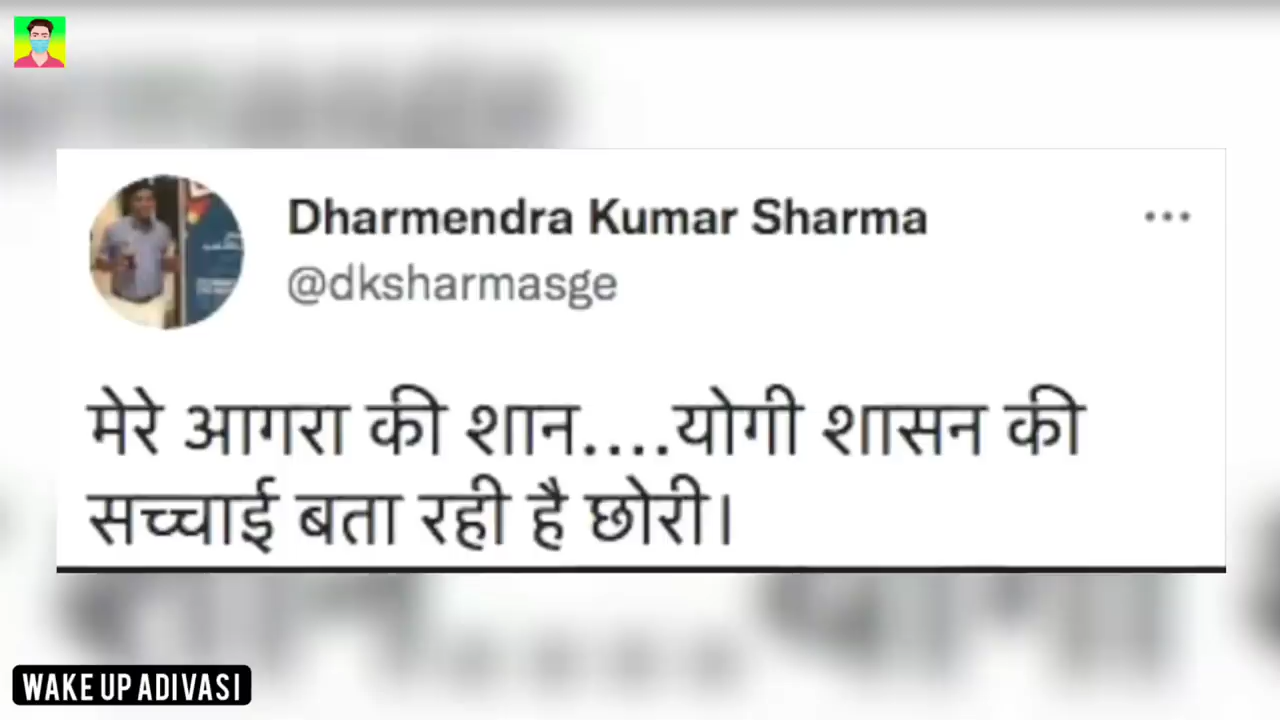 Dharmendra Kumar Sharma
@dksharmasge
मेरे आगरा की शान....योगी शासन की
सच्चाई बता रही है छोरी।
WAKE UP ADIVASI